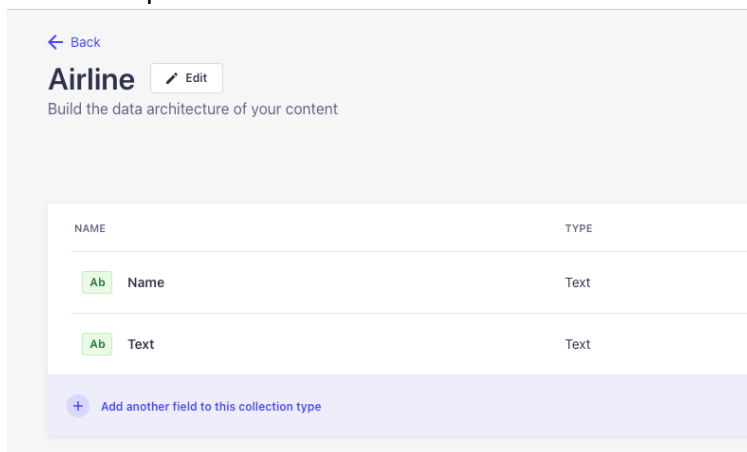 Back
Airline Edit
Build the data architecture of your content
NAME TYPE
Ab Name Text
Ab Text Text
+ Add another field to this collection type